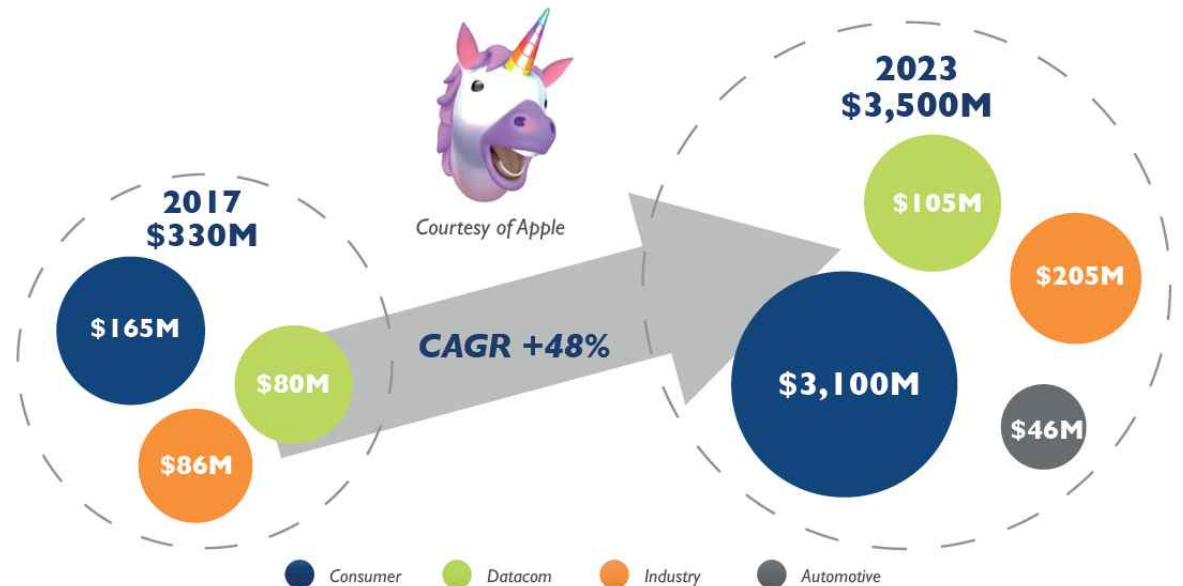 2023
$3,500M
$105M
$205M
$3,100M
$46M
Courtesy of Apple
2017
$330M
$165M
$80M
$86M
CAGR +48%
Consumer
Datacom
Industry
Automotive